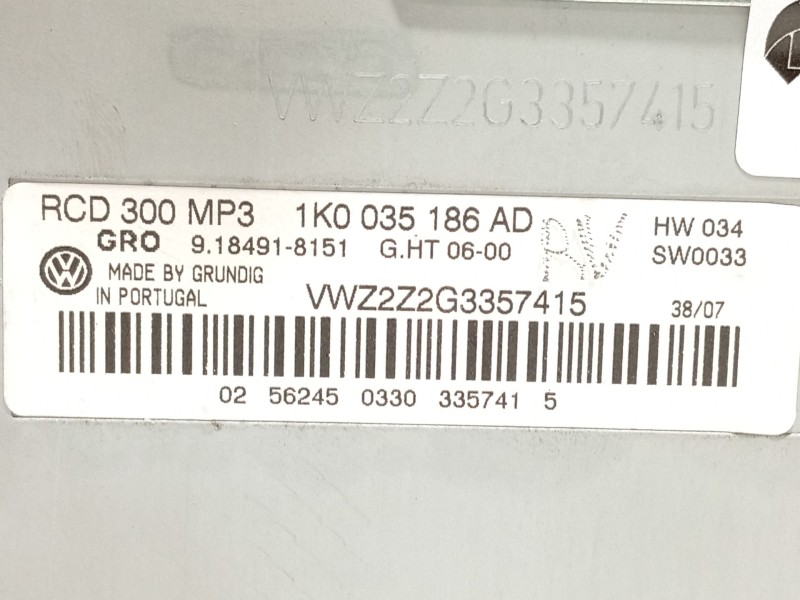 VWZ2Z2G3357415
RCD 300 MP3 1K0 035 186 AD
HW 034
GRO 9.18491-8151 G.HT 06-00
SW0033
MADE BY GRUNDIG
IN PORTUGAL
VWZ2Z2G3357415
38/07
02 56245 0330 335741 5